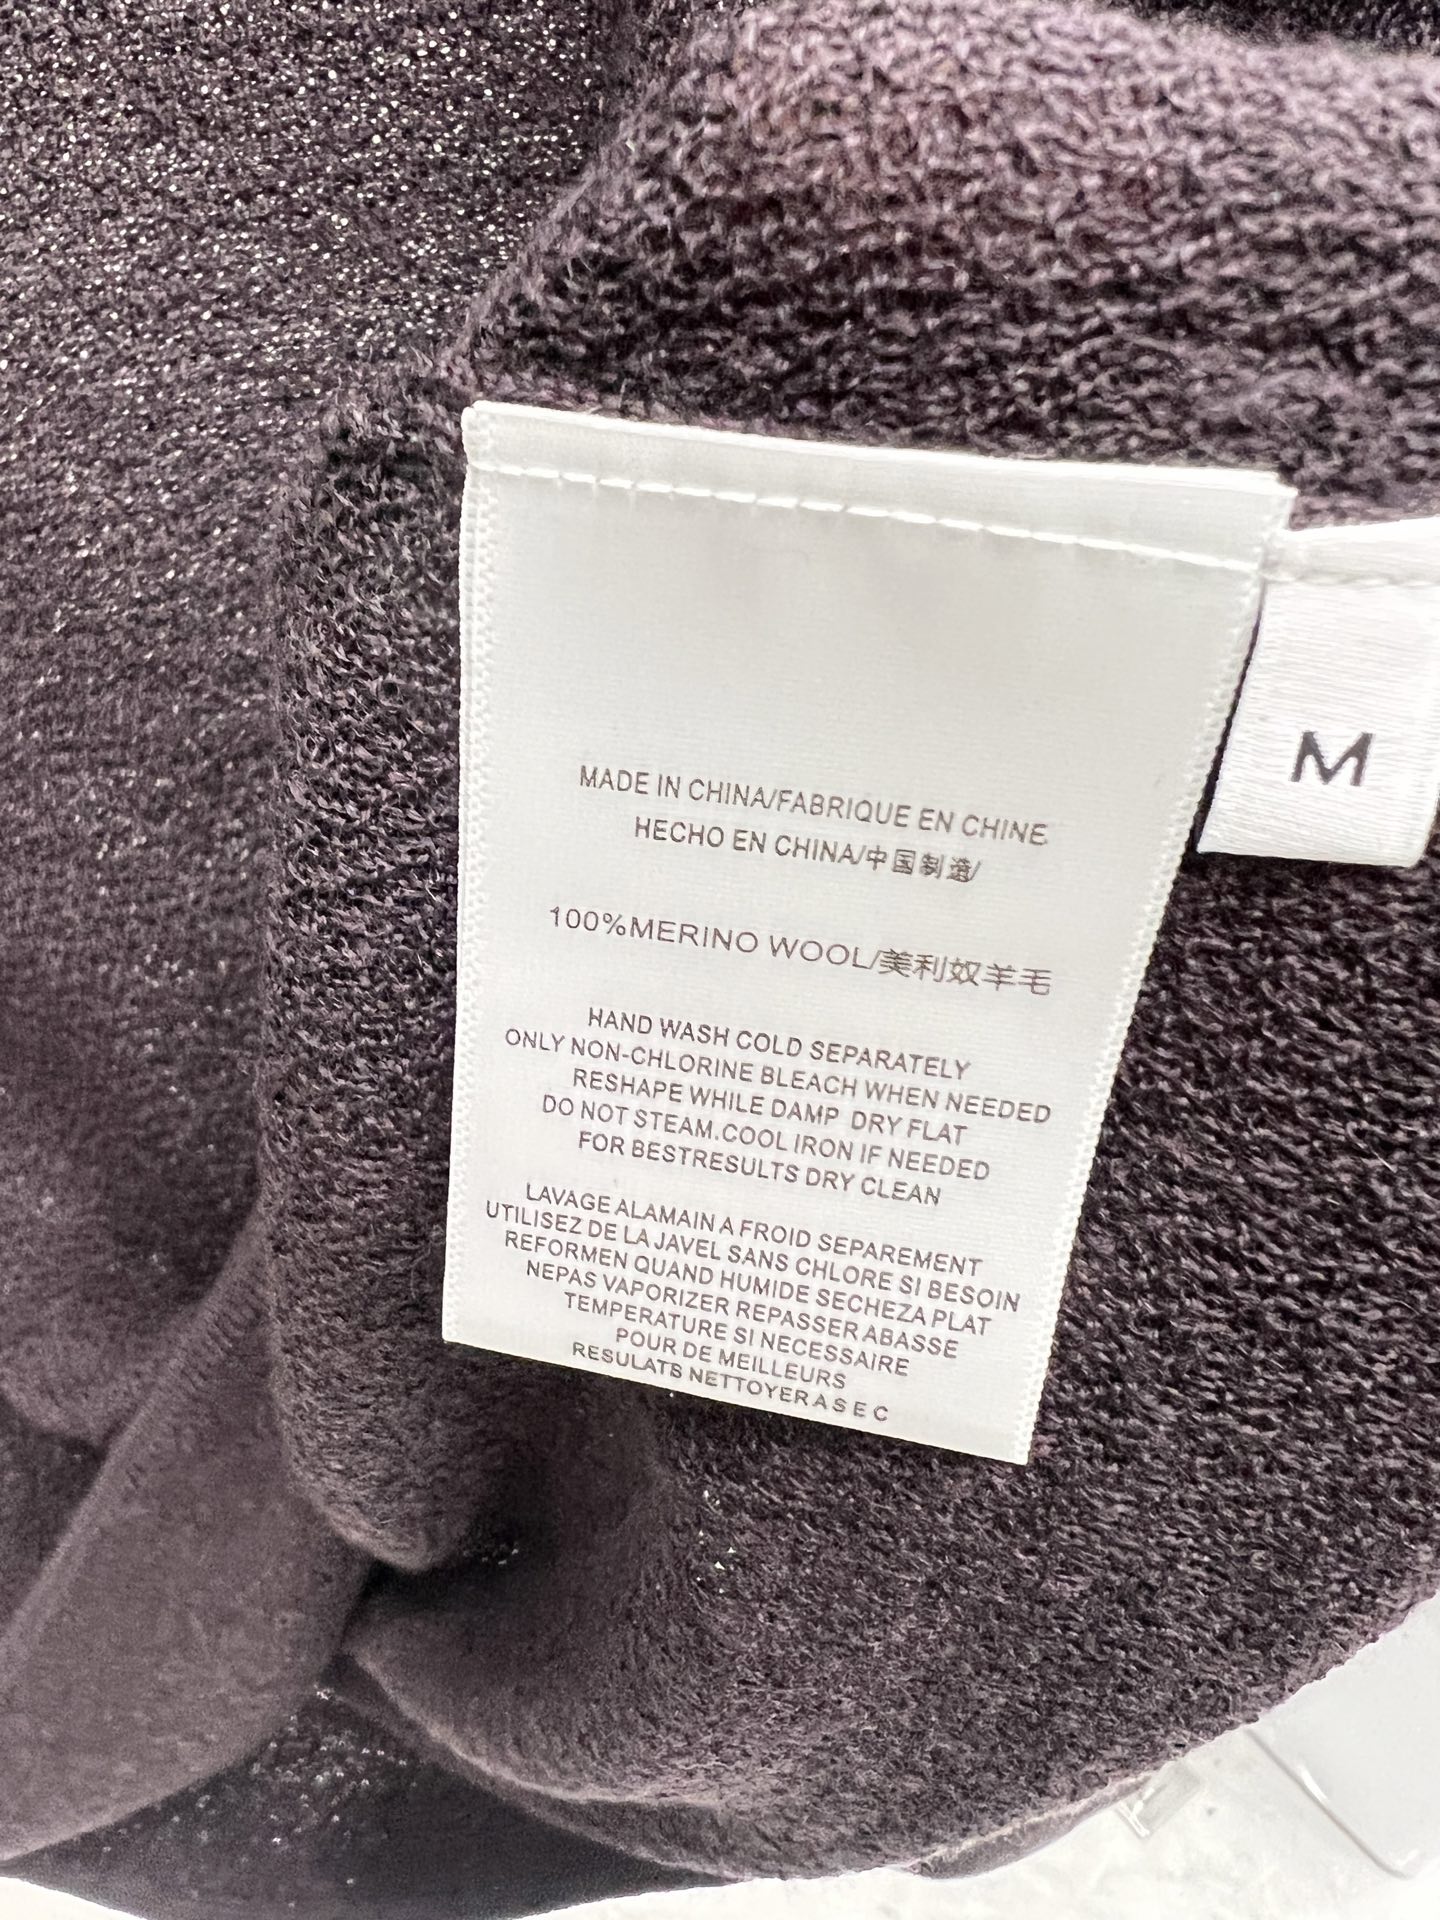 MADE IN CHINA/FABRIQUE EN CHINE
HECHO EN CHINA/中国制造/
100%MERINO WOOL/美利奴羊毛
HAND WASH COLD SEPARATELY
ONLY NON-CHLORINE BLEACH WHEN NEEDED
RESHAPE WHILE DAMP DRY FLAT
DO NOT STEAM.COOL IRON IF NEEDED
FOR BESTRESULTS DRY CLEAN
LAVAGE ALAMAIN A FROID SEPAREMENT
UTILISEZ DE LA JAVEL SANS CHLORE SI BESOIN
REFORMEN QUAND HUMIDE SECHEZA PLAT
NEPAS VAPORIZER REPASSER ABASSE
TEMPERATURE SI NECESSAIRE
POUR DE MEILLEURS
RESULATS NETTOYER A S E C
M